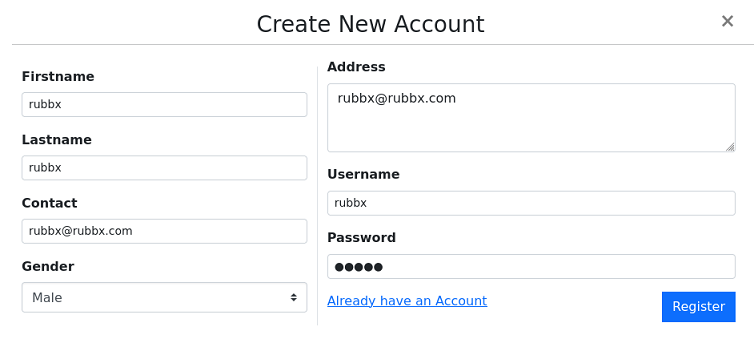 Create New Account
×
Firstname
rubbx
Lastname
rubbx
Contact
rubbx@rubbx.com
Gender
Male
Address
rubbx@rubbx.com
Username
rubbx
Password
●●●●●
Already have an Account
Register